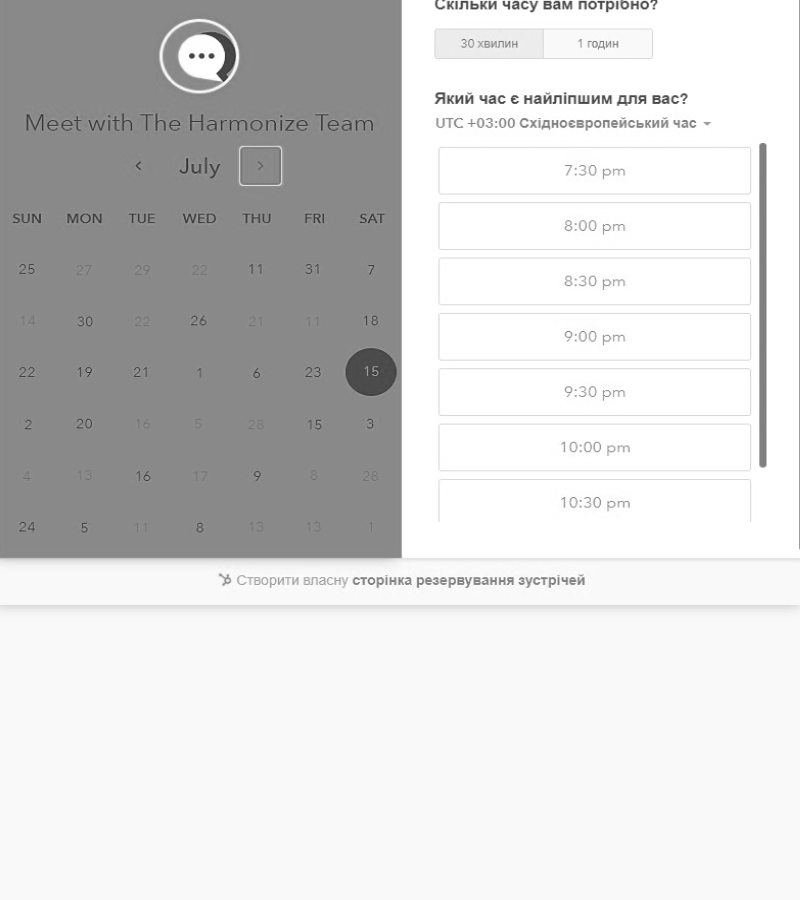 Meet with The Harmonize Team
July
SUN MON TUE WED THU FRI SAT
25 27 29 22 11 31 7
14 30 22 26 21 11 18
22 19 21 1 6 23 15
2 20 16 5 28 15 3
4 13 16 17 9 8 28
24 5 11 8 13 13 1
Скільки часу вам потрібно?
30 хвилин 1 годин
Який час є найліпшим для вас?
UTC +03:00 Східноєвропейський час
7:30 pm
8:00 pm
8:30 pm
9:00 pm
9:30 pm
10:00 pm
10:30 pm
Створити власну сторінка резервування зустрічей